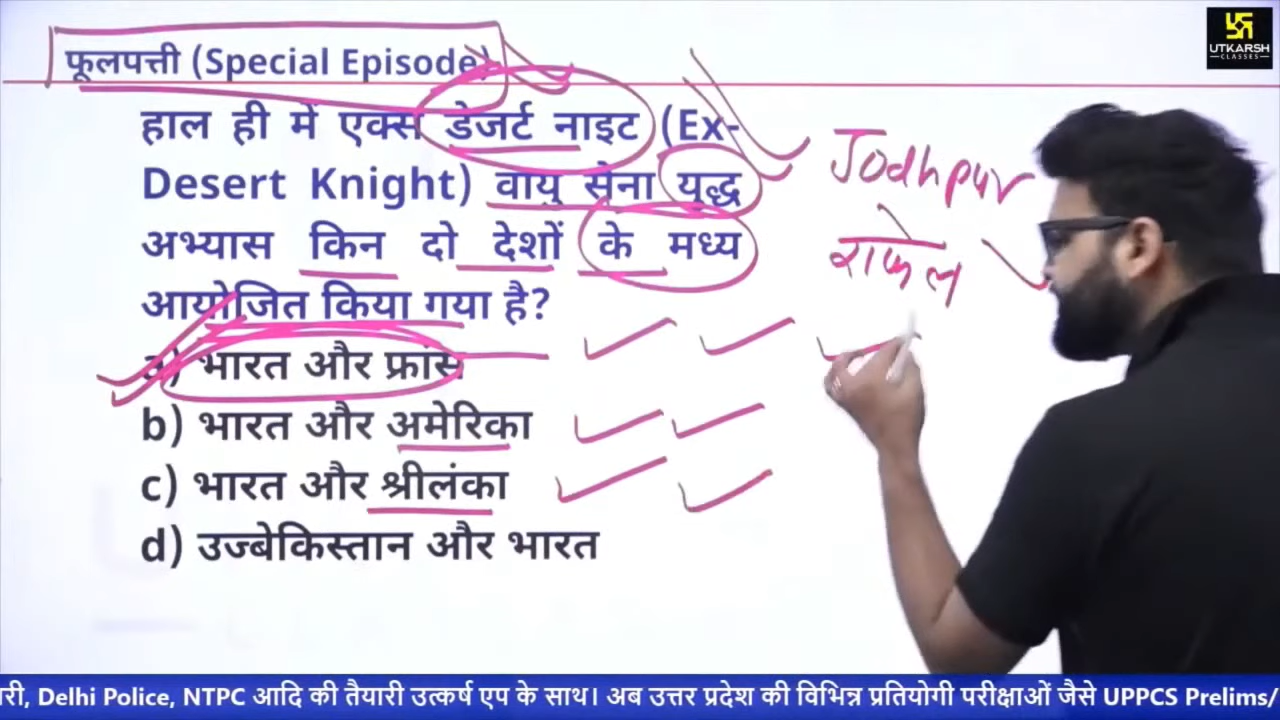 फूलपत्ती (Special Episode)
UTKARSH
CLASSES
हाल ही में एक्स डेजर्ट नाइट (Ex-
Desert Knight) वायु सेना युद्ध
अभ्यास किन दो देशों के मध्य
आयोजित किया गया है?
a) भारत और फ्रांस
b) भारत और अमेरिका
c) भारत और श्रीलंका
d) उज्बेकिस्तान और भारत
Jodhpur
राफेल
री, Delhi Police, NTPC आदि की तैयारी उत्कर्ष एप के साथ। अब उत्तर प्रदेश की विभिन्न प्रतियोगी परीक्षाओं जैसे UPPCS Prelims/